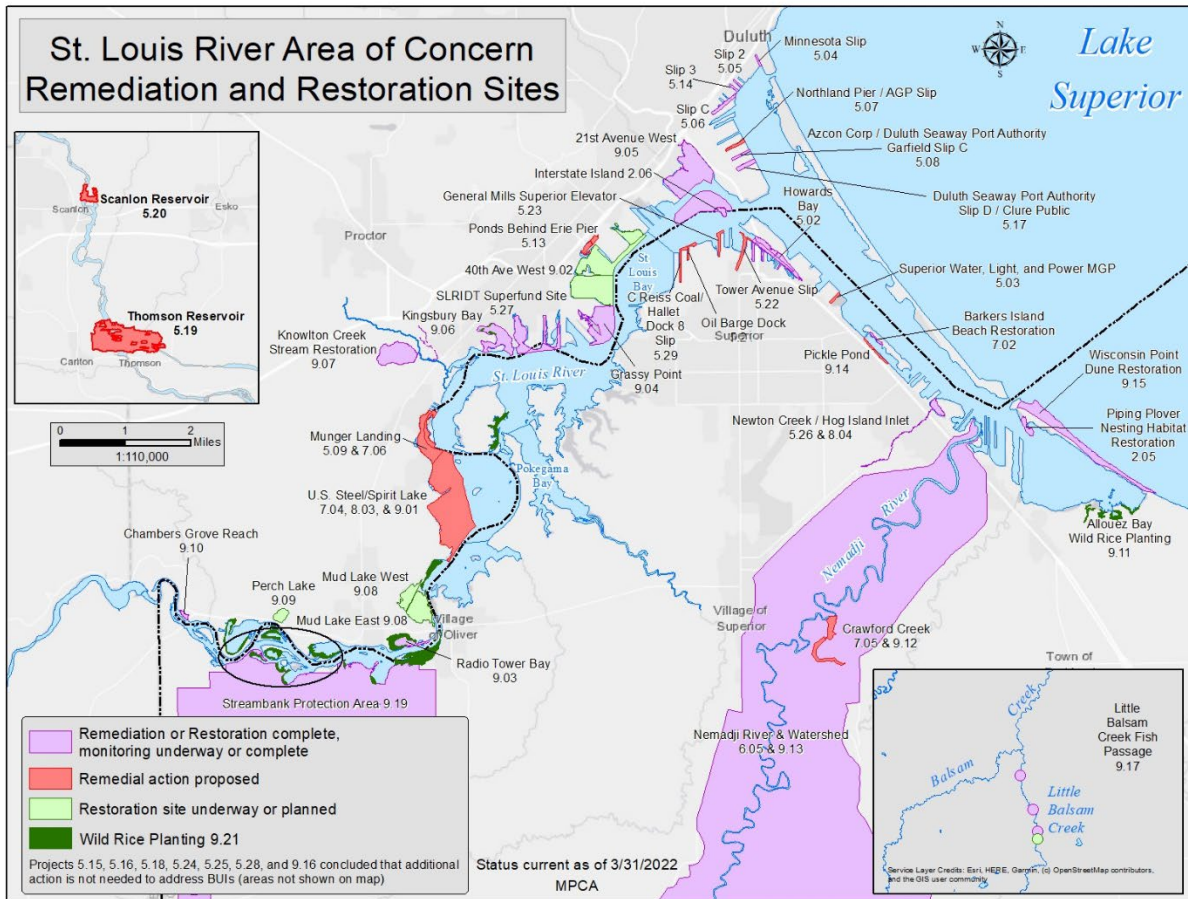 St. Louis River Area of Concern
Remediation and Restoration Sites
Lake
Superior
N
W
E
S
Duluth
Minnesota Slip
5.04
Slip 2
5.05
Slip 3
5.14
Slip C
5.06
Northland Pier / AGP Slip
5.07
Azcon Corp / Duluth Seaway Port Authority
Garfield Slip C
5.08
21st Avenue West
9.05
Interstate Island 2.06
Duluth Seaway Port Authority
Slip D / Clure Public
5.17
Howards
Bay
5.02
General Mills Superior Elevator
5.23
Ponds Behind Erie Pier
5.13
Proctor
40th Ave West 9.02
St
Louis
Bay
Superior Water, Light, and Power MGP
5.03
Tower Avenue Slip
5.22
SLRIDT Superfund Site
5.27
C Reiss Coal/
Hallet
Dock 8
Slip
5.29
Oil Barge Dock
Superior
Kingsbury Bay
9.06
Barkers Island
Beach Restoration
7.02
Knowlton Creek
Stream Restoration
9.07
Pickle Pond
9.14
Wisconsin Point
Dune Restoration
9.15
Grassy Point
9.04
St. Louis River
Newton Creek / Hog Island Inlet
5.26 & 8.04
Piping Plover
Nesting Habitat
Restoration
2.05
Munger Landing
5.09 & 7.06
Pokegama
Bay
U.S. Steel/Spirit Lake
7.04, 8.03, & 9.01
Nemadji River
Allouez Bay
Wild Rice Planting
9.11
Chambers Grove Reach
9.10
Perch Lake
9.09
Mud Lake West
9.08
Mud Lake East 9.08
Village
of Oliver
Village of
Superior
Crawford Creek
7.05 & 9.12
Radio Tower Bay
9.03
Town of
Streambank Protection Area 9.19
Nemadji River & Watershed
6.05 & 9.13
Scanlon
Scanlon Reservoir
5.20
Esko
Thomson Reservoir
5.19
Carlton
Thomson
0 1 2
Miles
1:110,000
Remediation or Restoration complete,
monitoring underway or complete
Remedial action proposed
Restoration site underway or planned
Wild Rice Planting 9.21
Projects 5.15, 5.16, 5.18, 5.24, 5.25, 5.28, and 9.16 concluded that additional
action is not needed to address BUIs (areas not shown on map)
Status current as of 3/31/2022
MPCA
Creek
Balsam
Little
Balsam
Creek Fish
Passage
9.17
Little
Balsam
Creek
Service Layer Credits: Esri, HERE, Garmin, (c) OpenStreetMap contributors,
and the GIS user community